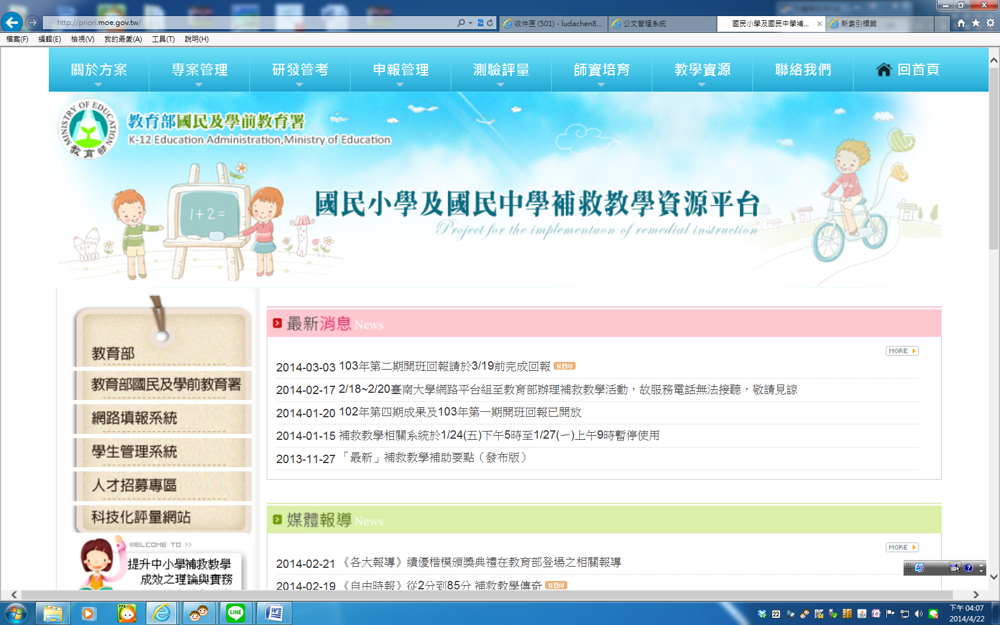 http://priori.moe.gov.tw/
收件匣 (501) - ludachen8...
公文管理系統
國民小學及國民中學補...
新索引標籤
檔案(F) 編輯(E) 檢視(V) 我的最愛(A) 工具(T) 說明(H)
關於方案 專案管理 研發管考 申報管理 測驗評量 師資培育 教學資源 聯絡我們 回首頁
MINISTRY OF EDUCATION
教育部
教育部國民及學前教育署
K-12 Education Administration,Ministry of Education
1+2=
國民小學及國民中學補救教學資源平台
Project for the implementuon of remedial instruction
教育部
教育部國民及學前教育署
網路填報系統
學生管理系統
人才招募專區
科技化評量網站
WELCOME TO >>
提升中小學補救教學
成效之理論與實務
最新消息 News
MORE
2014-03-03 103年第二期開班回報請於3/19前完成回報 NEW
2014-02-17 2/18~2/20臺南大學網路平台組至教育部辦理補救教學活動，故服務電話無法接聽，敬請見諒
2014-01-20 102年第四期成果及103年第一期開班回報已開放
2014-01-15 補救教學相關系統於1/24(五)下午5時至1/27(一)上午9時暫停使用
2013-11-27 「最新」補救教學補助要點（發布版）
媒體報導 News
MORE
2014-02-21 《各大報導》績優楷模頒獎典禮在教育部登場之相關報導
2014-02-19 《自由時報》從2分到85分 補救教學傳奇 NEW
PPS
LINE
22
下午 04:07
2014/4/22